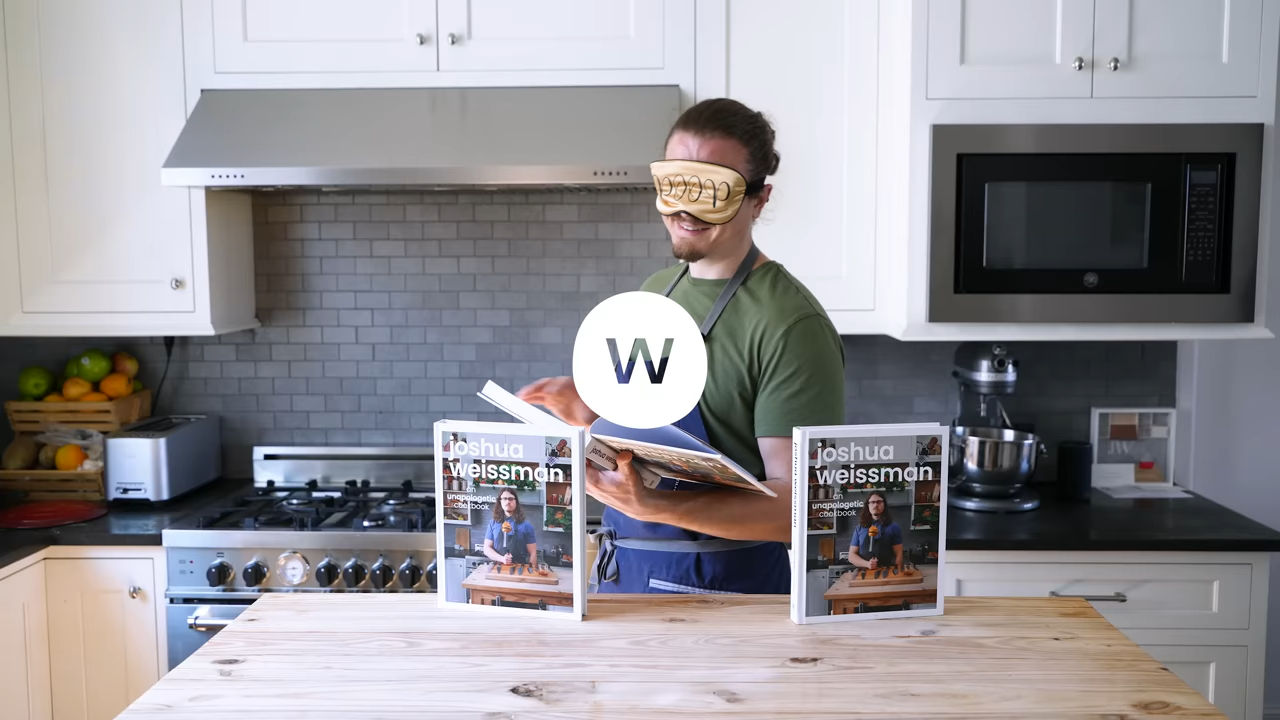 W
joshua
weissman
an
unapologetic
cookbook
joshua
weissman
an
unapologetic
cookbook